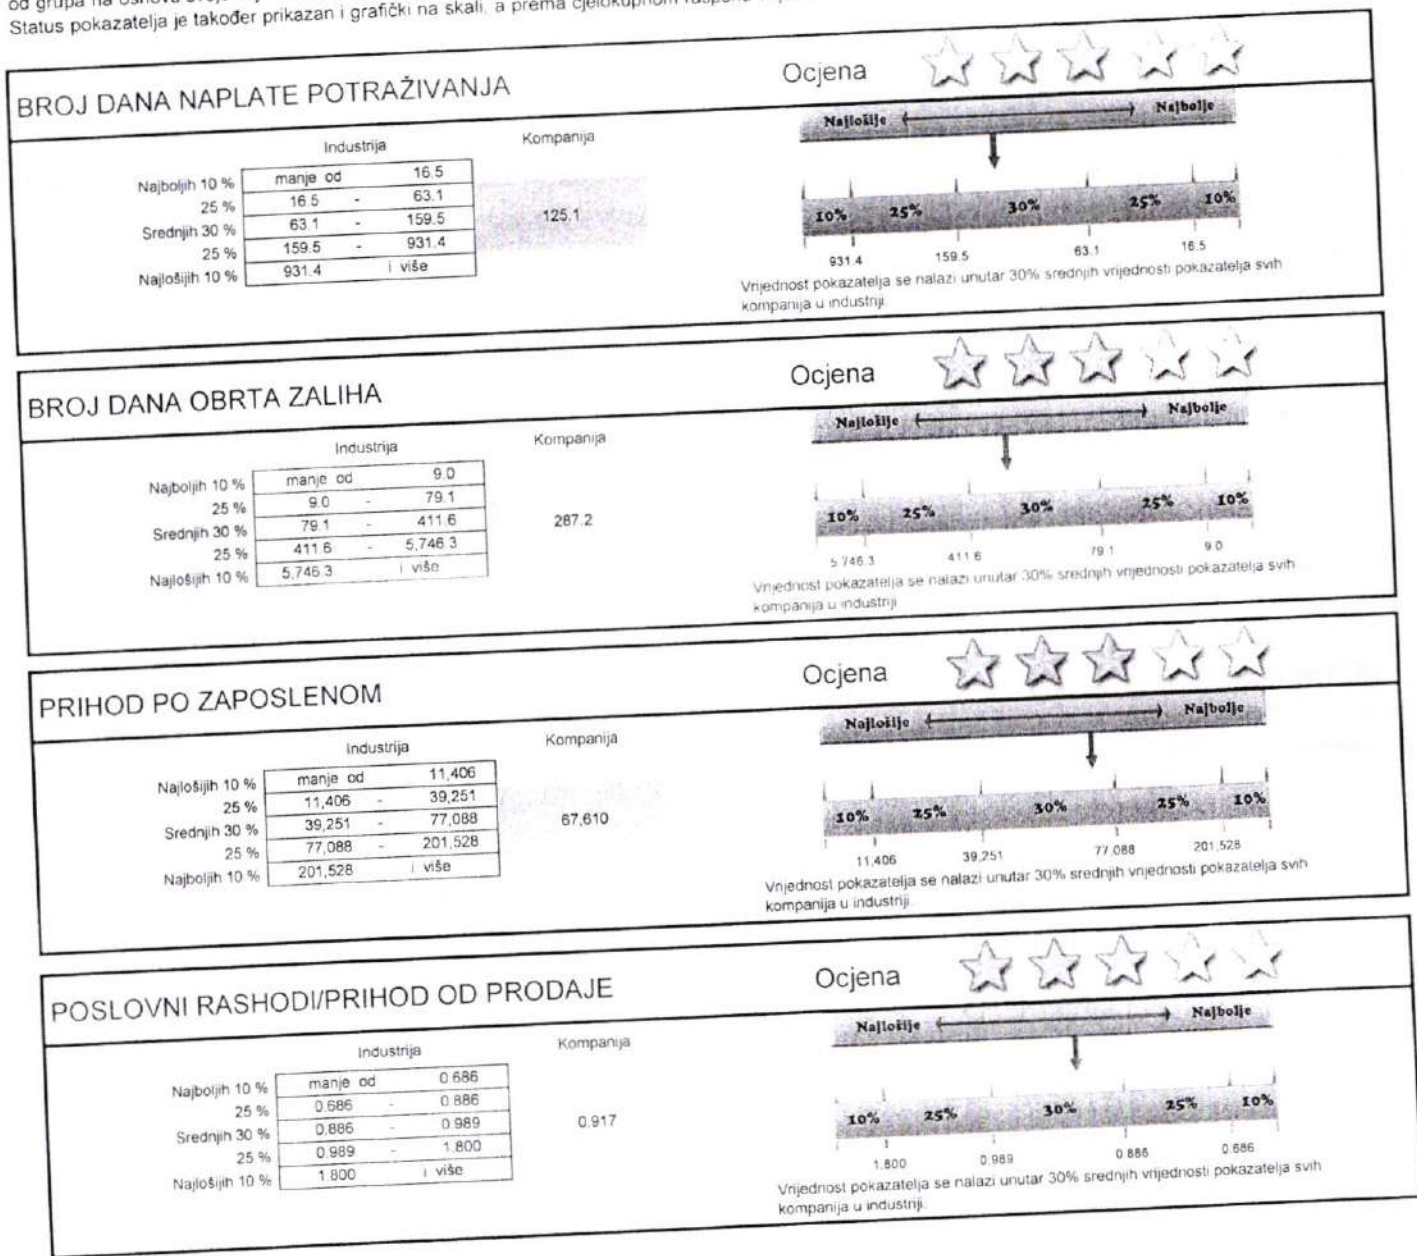 Status pokazatelja je također prikazan i grafički na skali, a prema cjelokupnom
BROJ DANA NAPLATE POTRAŽIVANJA
Ocjena
Industrija Kompanija
Najboljih 10 % manje od 16.5
25 % 16.5 - 63.1
Srednjih 30 % 63.1 - 159.5
25 % 159.5 - 931.4
Najlošijih 10 % 931.4 i više
125.1
Najlošije Najbolje
10% 25% 30% 25% 10%
931.4 159.5 63.1 16.5
Vrijednost pokazatelja se nalazi unutar 30% srednjih vrijednosti pokazatelja svih
kompanija u industriji.
BROJ DANA OBRTA ZALIHA
Ocjena
Industrija Kompanija
Najboljih 10 % manje od 9.0
25 % 9.0 - 79.1
Srednjih 30 % 79.1 - 411.6
25 % 411.6 - 5,746.3
Najlošijih 10 % 5,746.3 i više
287.2
Najlošije Najbolje
10% 25% 30% 25% 10%
5,746.3 411.6 79.1 9.0
Vrijednost pokazatelja se nalazi unutar 30% srednjih vrijednosti pokazatelja svih
kompanija u industriji.
PRIHOD PO ZAPOSLENOM
Ocjena
Industrija Kompanija
Najlošijih 10 % manje od 11,406
25 % 11,406 - 39,251
Srednjih 30 % 39,251 - 77,088
25 % 77,088 - 201,528
Najboljih 10 % 201,528 i više
67,610
Najlošije Najbolje
10% 25% 30% 25% 10%
11,406 39,251 77,088 201,528
Vrijednost pokazatelja se nalazi unutar 30% srednjih vrijednosti pokazatelja svih
kompanija u industriji.
POSLOVNI RASHODI/PRIHOD OD PRODAJE
Ocjena
Industrija Kompanija
Najboljih 10 % manje od 0.686
25 % 0.686 - 0.886
Srednjih 30 % 0.886 - 0.989
25 % 0.989 - 1.800
Najlošijih 10 % 1.800 i više
0.917
Najlošije Najbolje
10% 25% 30% 25% 10%
1.800 0.989 0.886 0.686
Vrijednost pokazatelja se nalazi unutar 30% srednjih vrijednosti pokazatelja svih
kompanija u industriji.